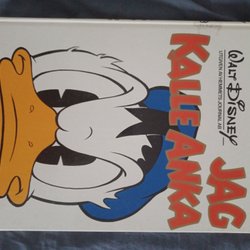 WALT DISNEY
UTGIVEN AV HEMMETS JOURNAL AB
JAG
KALLE ANKA